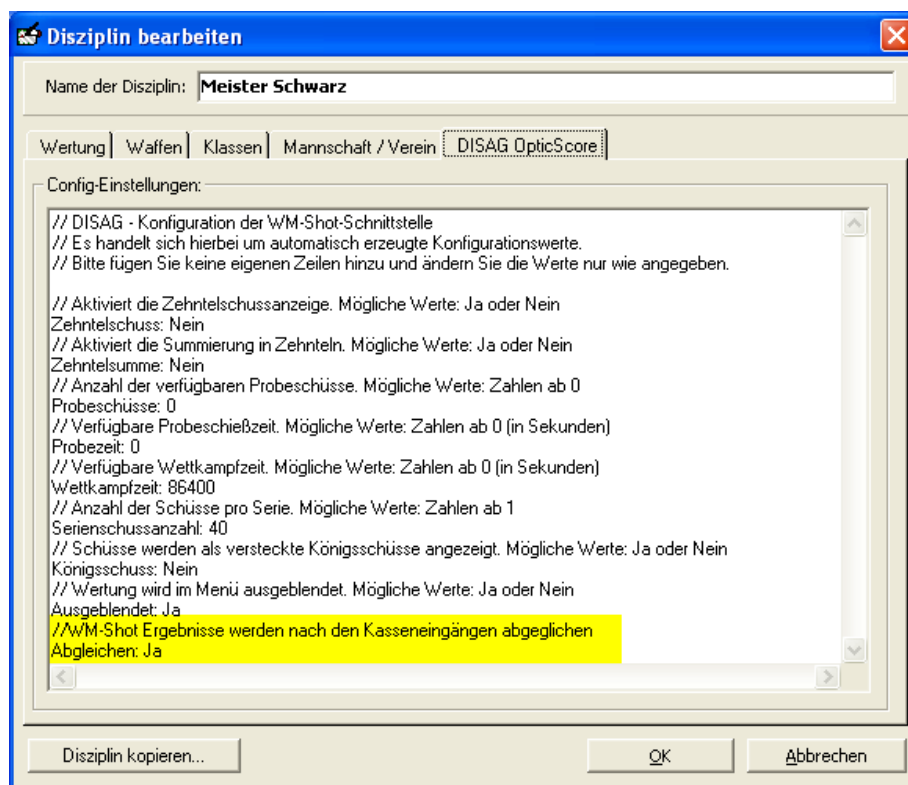 Disziplin bearbeiten
Name der Disziplin: Meister Schwarz
Wertung Waffen Klassen Mannschaft / Verein DISAG OpticScore
Config-Einstellungen:
// DISAG - Konfiguration der WM-Shot-Schnittstelle
// Es handelt sich hierbei um automatisch erzeugte Konfigurationswerte.
// Bitte fügen Sie keine eigenen Zeilen hinzu und ändern Sie die Werte nur wie angegeben.
// Aktiviert die Zehntelschussanzeige. Mögliche Werte: Ja oder Nein
Zehntelschuss: Nein
// Aktiviert die Summierung in Zehnteln. Mögliche Werte: Ja oder Nein
Zehntelsumme: Nein
// Anzahl der verfügbaren Probeschüsse. Mögliche Werte: Zahlen ab 0
Probeschüsse: 0
// Verfügbare Probeschießzeit. Mögliche Werte: Zahlen ab 0 (in Sekunden)
Probezeit: 0
// Verfügbare Wettkampfzeit. Mögliche Werte: Zahlen ab 0 (in Sekunden)
Wettkampfzeit: 86400
// Anzahl der Schüsse pro Serie. Mögliche Werte: Zahlen ab 1
Serienschussanzahl: 40
// Schüsse werden als versteckte Königsschüsse angezeigt. Mögliche Werte: Ja oder Nein
Königsschuss: Nein
// Wertung wird im Menü ausgeblendet. Mögliche Werte: Ja oder Nein
Ausgeblendet: Ja
//WM-Shot Ergebnisse werden nach den Kasseneingängen abgeglichen
Abgleichen: Ja
Disziplin kopieren... OK Abbrechen